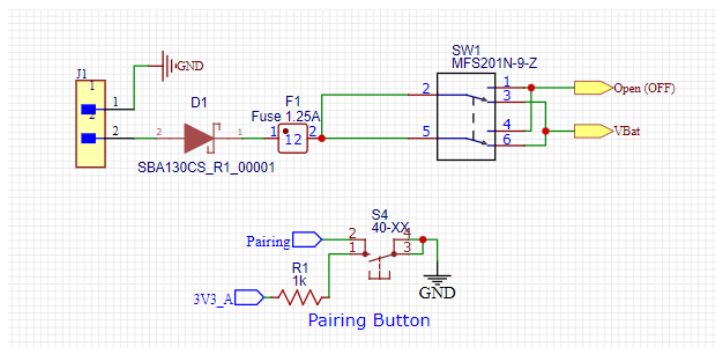 SW1
MFS201N-9-Z
J1
1
2
1
2
GND
D1
2
1
SBA130CS_R1_00001
F1
Fuse 1.25A
1
12
2
2
5
1
3
4
6
Open (OFF)
VBat
S4
40-XX
Pairing
2
1
4
3
R1
1k
3V3_A
GND
Pairing Button